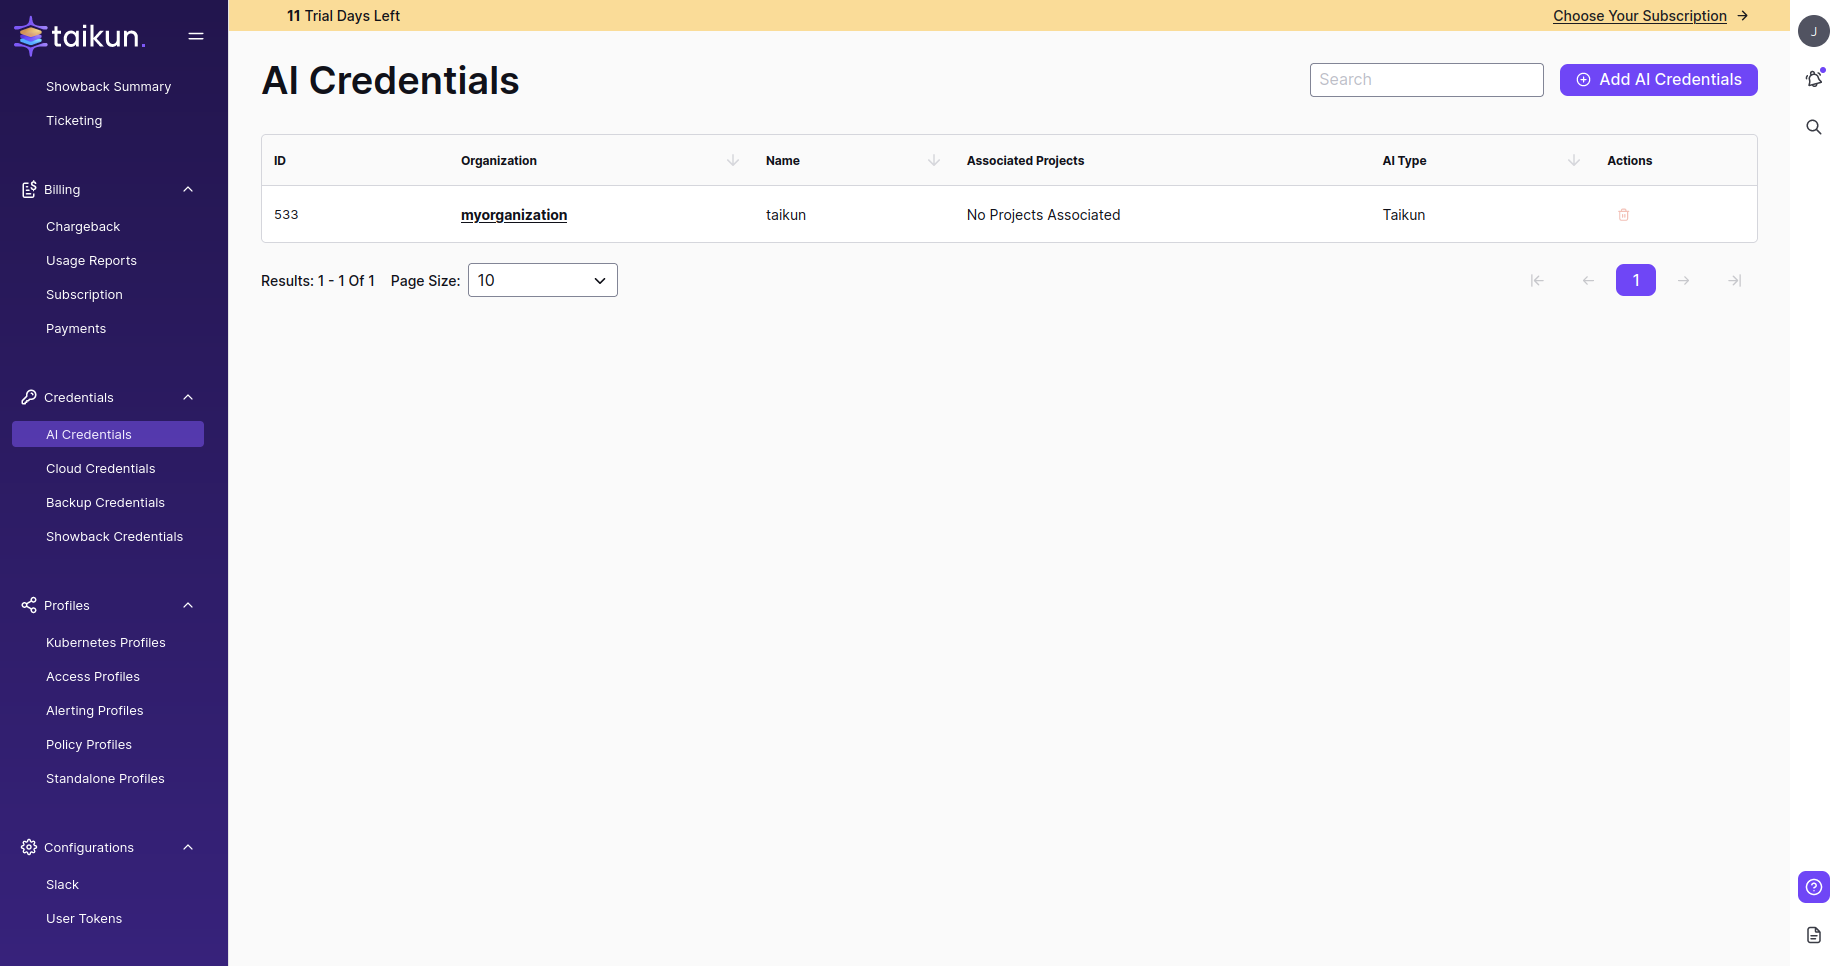 taikun.
Showback Summary
Ticketing
Billing
Chargeback
Usage Reports
Subscription
Payments
Credentials
AI Credentials
Cloud Credentials
Backup Credentials
Showback Credentials
Profiles
Kubernetes Profiles
Access Profiles
Alerting Profiles
Policy Profiles
Standalone Profiles
Configurations
Slack
User Tokens
11 Trial Days Left
Choose Your Subscription
AI Credentials
Search
Add AI Credentials
ID Organization Name Associated Projects AI Type Actions
533 myorganization taikun No Projects Associated Taikun
Results: 1 - 1 Of 1 Page Size: 10
1
J